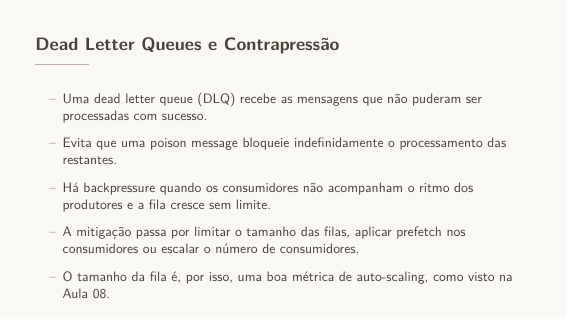 Dead Letter Queues e Contrapressão
– Uma dead letter queue (DLQ) recebe as mensagens que não puderam ser
processadas com sucesso.
– Evita que uma poison message bloqueie indefinidamente o processamento das
restantes.
– Há backpressure quando os consumidores não acompanham o ritmo dos
produtores e a fila cresce sem limite.
– A mitigação passa por limitar o tamanho das filas, aplicar prefetch nos
consumidores ou escalar o número de consumidores.
– O tamanho da fila é, por isso, uma boa métrica de auto-scaling, como visto na
Aula 08.